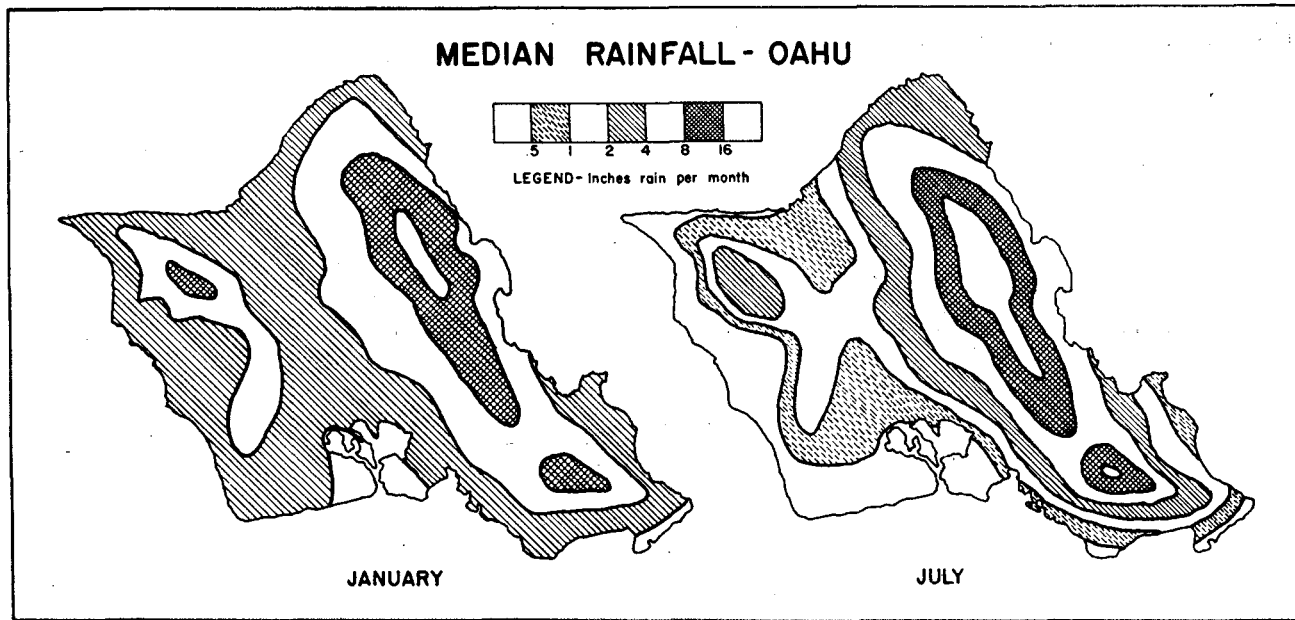 MEDIAN RAINFALL - OAHU
.5 1 2 4 8 16
LEGEND - Inches rain per month
JANUARY
JULY